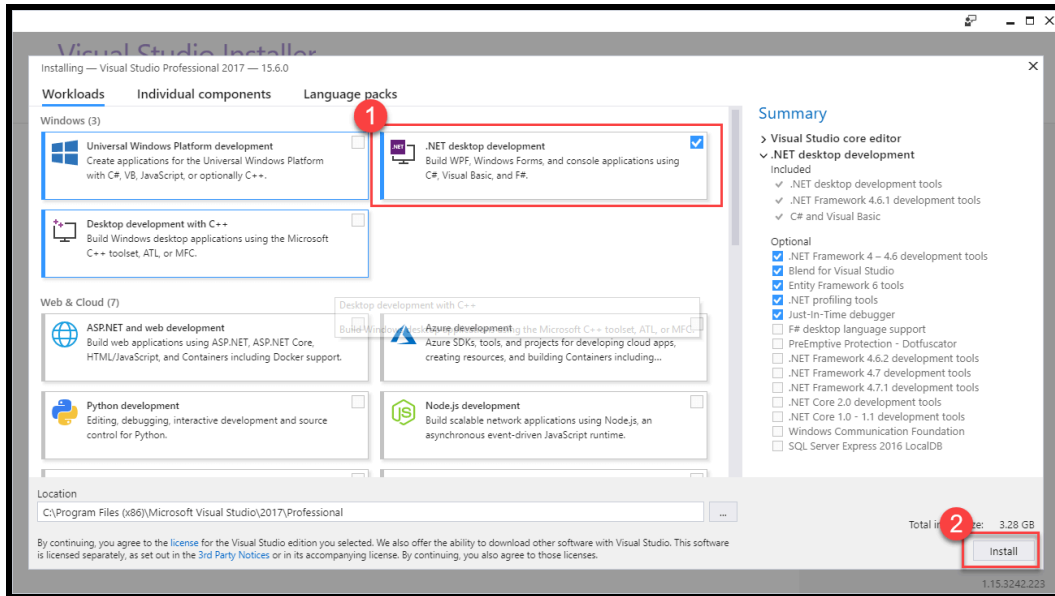 Visual Studio Installer
Installing — Visual Studio Professional 2017 — 15.6.0
Workloads Individual components Language packs
1
Windows (3)
Universal Windows Platform development
Create applications for the Universal Windows Platform
with C#, VB, JavaScript, or optionally C++.
.NET desktop development
Build WPF, Windows Forms, and console applications using
C#, Visual Basic, and F#.
Desktop development with C++
Build Windows desktop applications using the Microsoft
C++ toolset, ATL, or MFC.
Web & Cloud (7)
Desktop development with C++
Build Windows desktop applications using the Microsoft C++ toolset, ATL, or MFC.
ASP.NET and web development
Build web applications using ASP.NET, ASP.NET Core,
HTML/JavaScript, and Containers including Docker support.
Azure development
Azure SDKs, tools, and projects for developing cloud apps,
creating resources, and building Containers including...
Python development
Editing, debugging, interactive development and source
control for Python.
Node.js development
Build scalable network applications using Node.js, an
asynchronous event-driven JavaScript runtime.
Summary
Visual Studio core editor
.NET desktop development
Included
.NET desktop development tools
.NET Framework 4.6.1 development tools
C# and Visual Basic
Optional
.NET Framework 4 – 4.6 development tools
Blend for Visual Studio
Entity Framework 6 tools
.NET profiling tools
Just-In-Time debugger
F# desktop language support
PreEmptive Protection - Dotfuscator
.NET Framework 4.6.2 development tools
.NET Framework 4.7 development tools
.NET Framework 4.7.1 development tools
.NET Core 2.0 development tools
.NET Core 1.0 - 1.1 development tools
Windows Communication Foundation
SQL Server Express 2016 LocalDB
Location
C:\Program Files (x86)\Microsoft Visual Studio\2017\Professional
...
By continuing, you agree to the license for the Visual Studio edition you selected. We also offer the ability to download other software with Visual Studio. This software
is licensed separately, as set out in the 3rd Party Notices or in its accompanying license. By continuing, you also agree to those licenses.
Total 3.28 GB
2
Install
1.15.3242.223